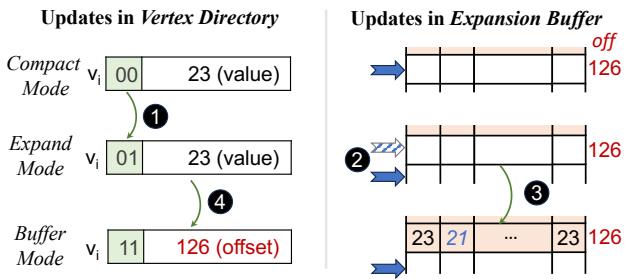 Updates in Vertex Directory
Updates in Expansion Buffer
off
Compact Mode
vi 00 23 (value)
126
1
Expand Mode
vi 01 23 (value)
2
126
4
3
Buffer Mode
vi 11 126 (offset)
23 21 ... 23 126